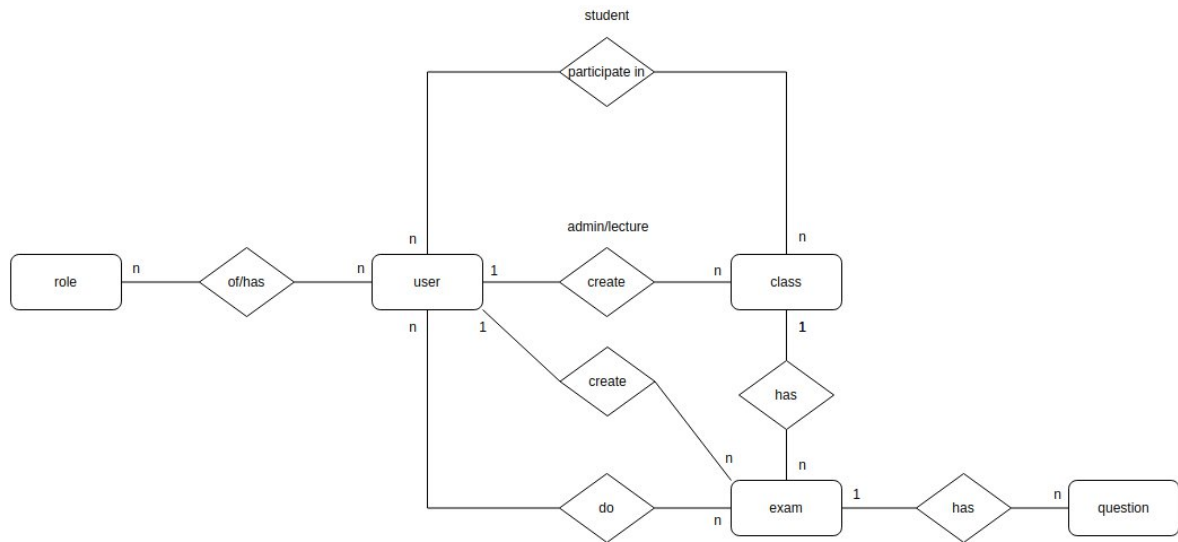 student
participate in
n
n
admin/lecture
role
n
of/has
n
user
1
create
n
class
n
1
1
create
has
n
n
do
n
exam
1
has
n
question